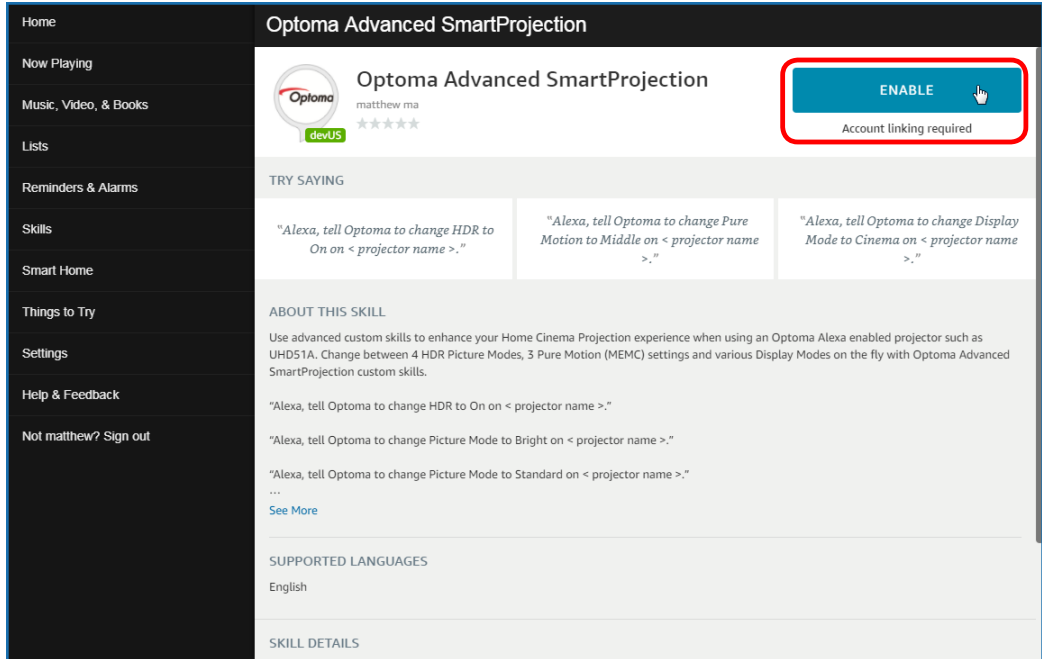 Home
Optoma Advanced SmartProjection
Now Playing
Music, Video, & Books
Lists
Reminders & Alarms
Skills
Smart Home
Things to Try
Settings
Help & Feedback
Not matthew? Sign out
Optoma
devUS
Optoma Advanced SmartProjection
matthew ma
ENABLE
Account linking required
TRY SAYING
"Alexa, tell Optoma to change HDR to
On on < projector name >."
"Alexa, tell Optoma to change Pure
Motion to Middle on < projector name
>."
"Alexa, tell Optoma to change Display
Mode to Cinema on < projector name
>."
ABOUT THIS SKILL
Use advanced custom skills to enhance your Home Cinema Projection experience when using an Optoma Alexa enabled projector such as
UHD51A. Change between 4 HDR Picture Modes, 3 Pure Motion (MEMC) settings and various Display Modes on the fly with Optoma Advanced
SmartProjection custom skills.
"Alexa, tell Optoma to change HDR to On on < projector name >."
"Alexa, tell Optoma to change Picture Mode to Bright on < projector name >."
"Alexa, tell Optoma to change Picture Mode to Standard on < projector name >."
...
See More
SUPPORTED LANGUAGES
English
SKILL DETAILS